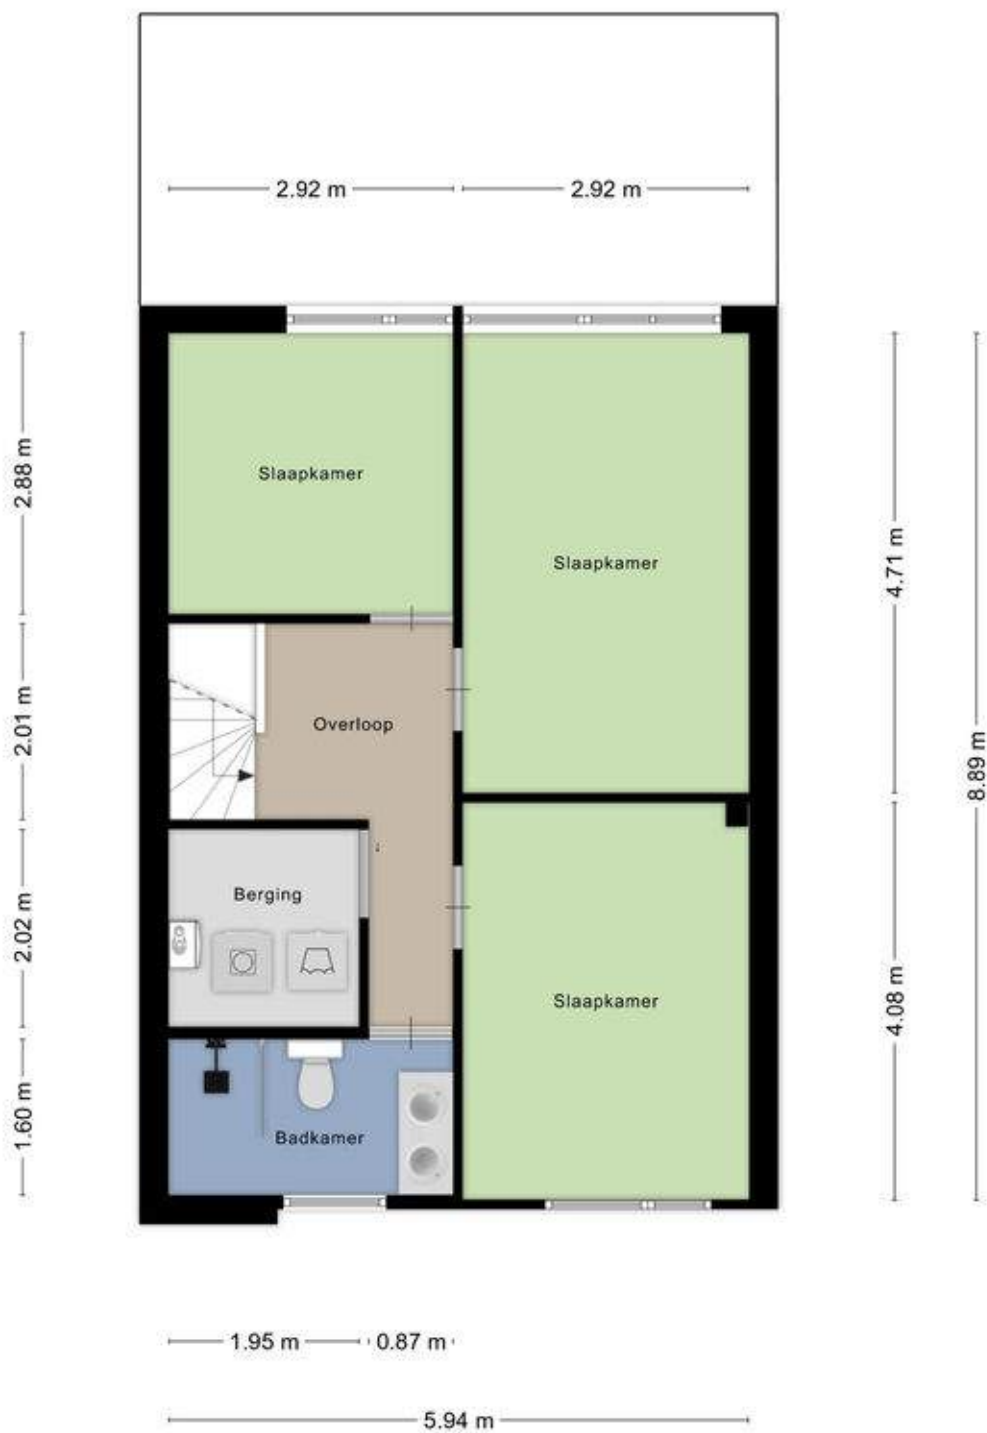 2.92 m
2.92 m
2.88 m
Slaapkamer
Slaapkamer
4.71 m
2.01 m
Overloop
8.89 m
Berging
2.02 m
Slaapkamer
4.08 m
1.60 m
Badkamer
1.95 m
0.87 m
5.94 m